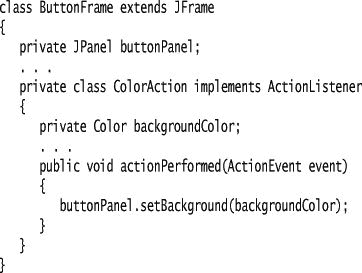 class ButtonFrame extends JFrame
{
private JPanel buttonPanel;
. . .
private class ColorAction implements ActionListener
{
private Color backgroundColor;
. . .
public void actionPerformed(ActionEvent event)
{
buttonPanel.setBackground(backgroundColor);
}
}
}